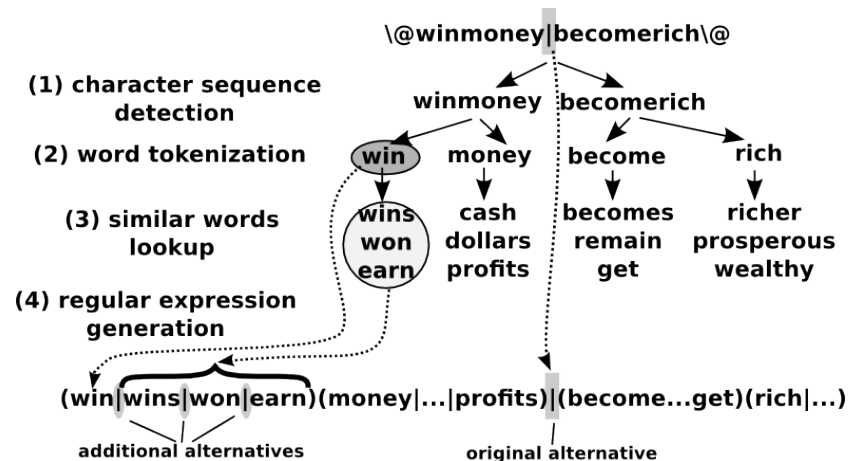 \@winmoney|becomerich\@
(1) character sequence
detection
winmoney becomerich
(2) word tokenization
win money become rich
(3) similar words
lookup
wins cash becomes richer
won dollars remain prosperous
earn profits get wealthy
(4) regular expression
generation
(win|wins|won|earn)(money|...|profits)|(become...get)(rich|...)
additional alternatives original alternative